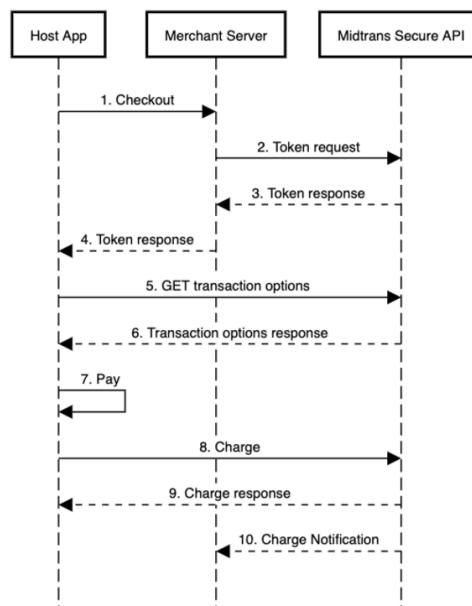 Host App
Merchant Server
Midtrans Secure API
1. Checkout
2. Token request
3. Token response
4. Token response
5. GET transaction options
6. Transaction options response
7. Pay
8. Charge
9. Charge response
10. Charge Notification